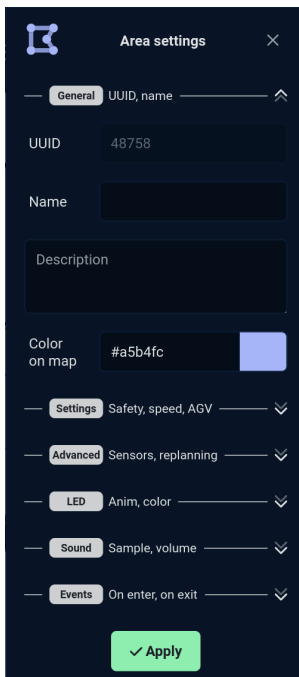 Area settings
General UUID, name
UUID 48758
Name
Description
Color
on map
#a5b4fc
Settings Safety, speed, AGV
Advanced Sensors, replanning
LED Anim, color
Sound Sample, volume
Events On enter, on exit
Apply